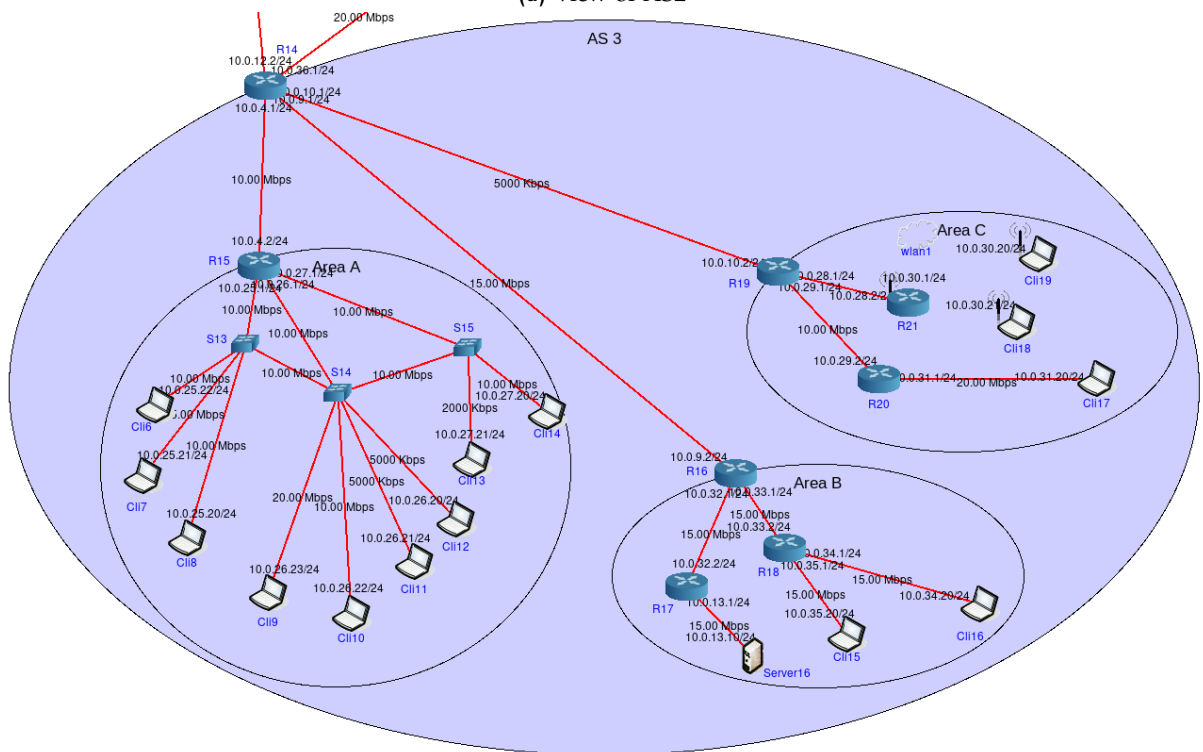 (a) View of AS2
20.00 Mbps
AS 3
R14
10.0.12.2/24
10.0.36.1/24
10.0.10.1/24
10.0.9.1/24
10.0.4.1/24
10.00 Mbps
5000 Kbps
15.00 Mbps
10.0.4.2/24
R15
Area A
10.0.27.1/24
10.0.26.1/24
10.0.25.1/24
10.00 Mbps
10.00 Mbps
10.00 Mbps
S13
S14
S15
10.00 Mbps
10.00 Mbps
10.00 Mbps
10.0.25.22/24
Cli6
5.00 Mbps
10.0.25.21/24
Cli7
10.00 Mbps
10.0.25.20/24
Cli8
20.00 Mbps
10.0.26.23/24
Cli9
10.00 Mbps
10.0.26.22/24
Cli10
5000 Kbps
10.0.26.21/24
Cli11
5000 Kbps
10.0.26.20/24
Cli12
2000 Kbps
10.0.27.21/24
Cli13
10.00 Mbps
10.0.27.20/24
Cli14
Area C
wlan1
10.0.30.20/24
Cli19
10.0.10.2/24
R19
10.0.28.1/24
10.0.29.1/24
10.0.28.2/24
10.0.30.1/24
R21
10.0.30.21/24
Cli18
10.00 Mbps
10.0.29.2/24
R20
10.0.31.1/24
20.00 Mbps
10.0.31.20/24
Cli17
10.0.9.2/24
R16
Area B
10.0.32.1/24
10.0.33.1/24
15.00 Mbps
10.0.33.2/24
15.00 Mbps
10.0.32.2/24
R17
10.0.13.1/24
15.00 Mbps
10.0.13.10/24
Server16
R18
10.0.34.1/24
10.0.35.1/24
15.00 Mbps
10.0.34.20/24
Cli16
15.00 Mbps
10.0.35.20/24
Cli15